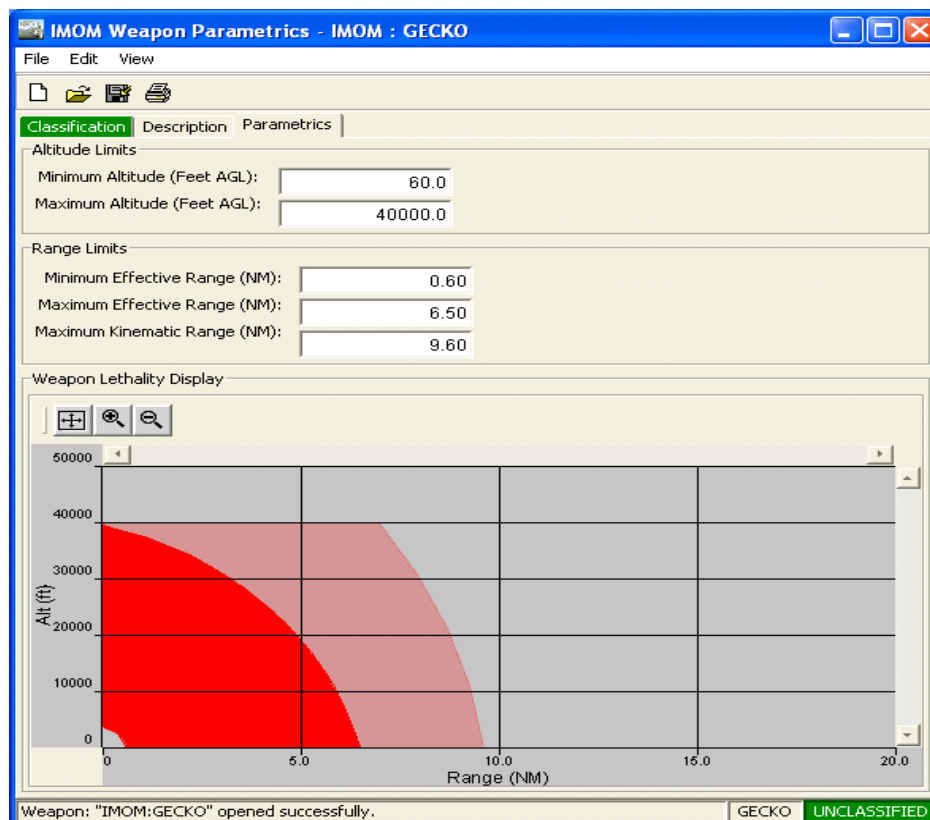 IMOM Weapon Parametrics - IMOM : GECKO
File Edit View
Classification Description Parametrics
Altitude Limits
Minimum Altitude (Feet AGL): 60.0
Maximum Altitude (Feet AGL): 40000.0
Range Limits
Minimum Effective Range (NM): 0.60
Maximum Effective Range (NM): 6.50
Maximum Kinematic Range (NM): 9.60
Weapon Lethality Display
50000
40000
30000
Alt (ft)
20000
10000
0
0 5.0 10.0 15.0 20.0
Range (NM)
Weapon: "IMOM:GECKO" opened successfully. GECKO UNCLASSIFIED